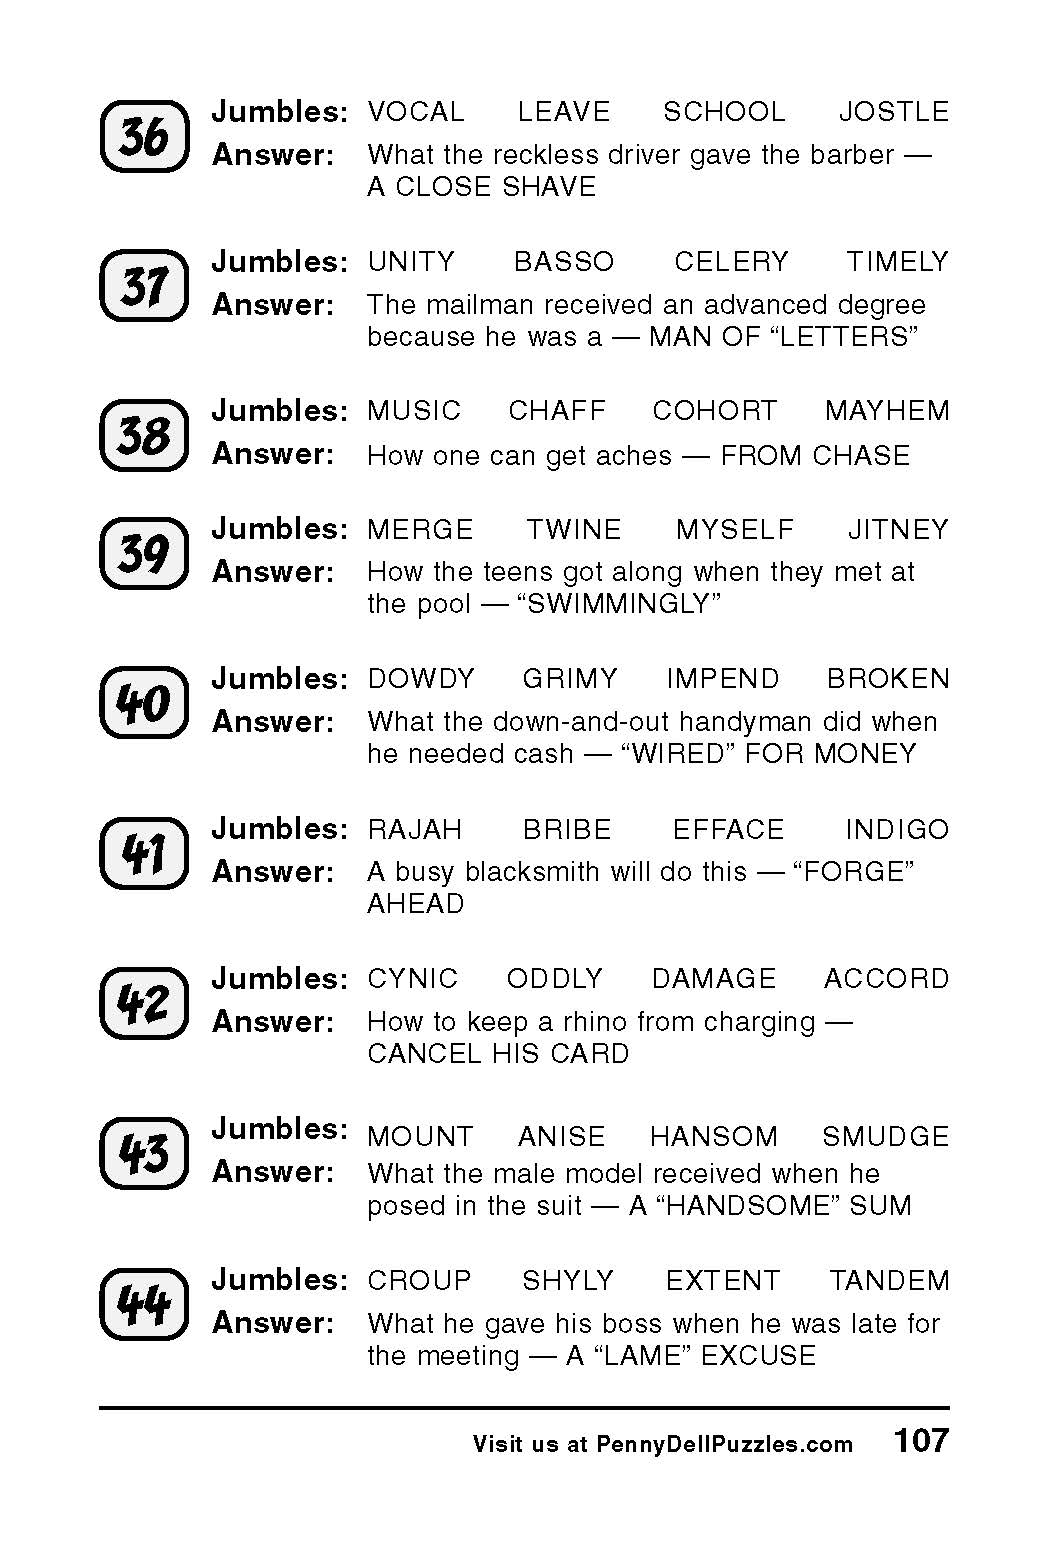 36
Jumbles: VOCAL LEAVE SCHOOL JOSTLE
Answer: What the reckless driver gave the barber —
A CLOSE SHAVE
37
Jumbles: UNITY BASSO CELERY TIMELY
Answer: The mailman received an advanced degree
because he was a — MAN OF “LETTERS”
38
Jumbles: MUSIC CHAFF COHORT MAYHEM
Answer: How one can get aches — FROM CHASE
39
Jumbles: MERGE TWINE MYSELF JITNEY
Answer: How the teens got along when they met at
the pool — “SWIMMINGLY”
40
Jumbles: DOWDY GRIMY IMPEND BROKEN
Answer: What the down-and-out handyman did when
he needed cash — “WIRED” FOR MONEY
41
Jumbles: RAJAH BRIBE EFFACE INDIGO
Answer: A busy blacksmith will do this — “FORGE”
AHEAD
42
Jumbles: CYNIC ODDLY DAMAGE ACCORD
Answer: How to keep a rhino from charging —
CANCEL HIS CARD
43
Jumbles: MOUNT ANISE HANSOM SMUDGE
Answer: What the male model received when he
posed in the suit — A “HANDSOME” SUM
44
Jumbles: CROUP SHYLY EXTENT TANDEM
Answer: What he gave his boss when he was late for
the meeting — A “LAME” EXCUSE
Visit us at PennyDellPuzzles.com 107